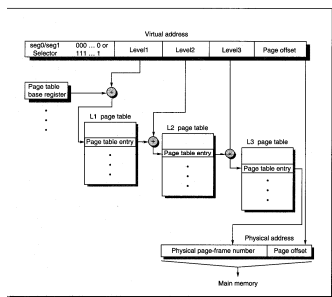 Virtual address
seg0/seg1 000 ... 0 or
Selector 111 ... 1
Level1
Level2
Level3
Page offset
Page table
base register
L1 page table
Page table entry
L2 page table
Page table entry
L3 page table
Page table entry
Physical address
Physical page-frame number
Page offset
Main memory